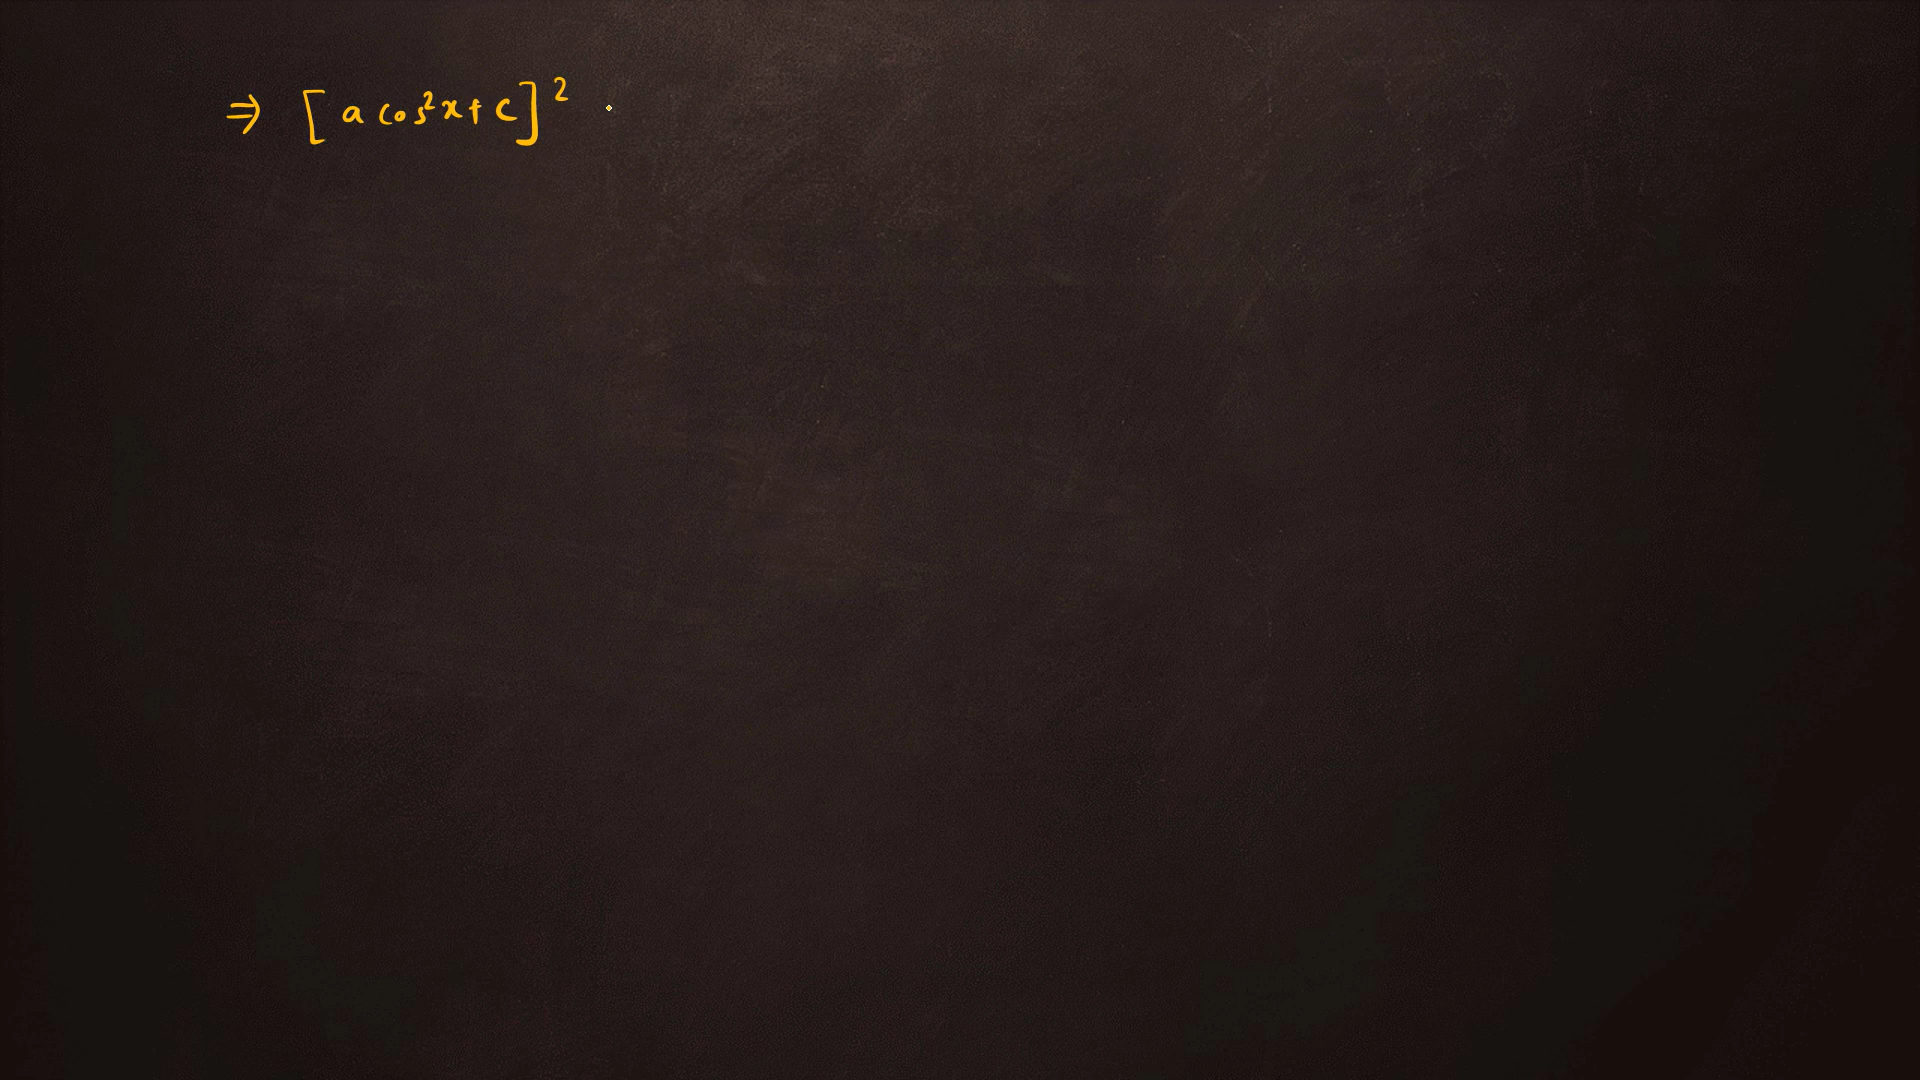 ⇒ [a cos²x + c]²